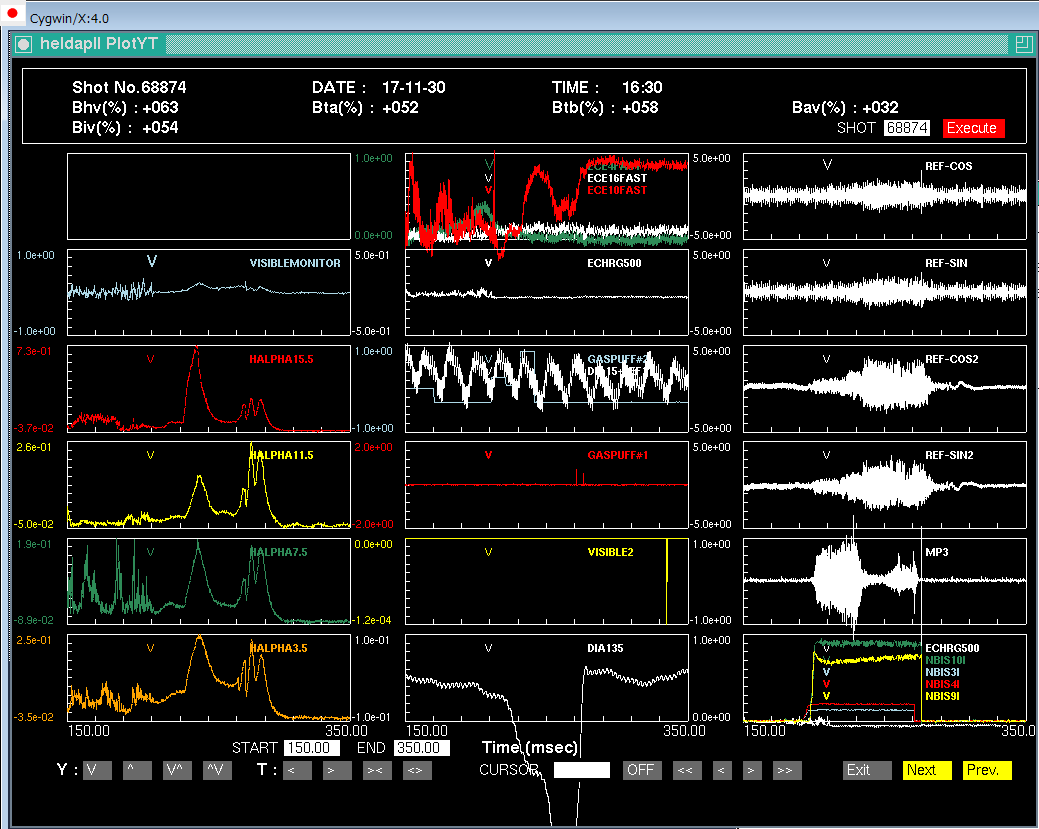 Cygwin/X:4.0
heldapll PlotYT
Shot No.68874 DATE : 17-11-30 TIME : 16:30
Bhv(%) : +063 Bta(%) : +052 Btb(%) : +058 Bav(%) : +032
Biv(%) : +054 SHOT 68874 Execute
1.0e+00 5.0e+00
V V REF-COS
ECE16FAST
V
V ECE10FAST
0.0e+00 -5.0e+00
1.0e+00 5.0e-01 5.0e+00
V VISIBLEMONITOR V ECHRG500 V REF-SIN
-1.0e+00 -5.0e-01 -5.0e+00
7.3e-01 1.0e+00 5.0e+00
V HALPHA15.5 V GASPUFF#2 V REF-COS2
-3.7e-02 -1.0e+00 -5.0e+00
2.6e-01 2.0e+00 5.0e+00
V HALPHA11.5 V GASPUFF#1 V REF-SIN2
-5.0e-02 -2.0e+00 -5.0e+00
1.9e-01 0.0e+00 1.0e+00
V HALPHA7.5 V VISIBLE2 MP3
-8.9e-02 -1.2e-04 -1.0e+00
2.5e-01 1.0e-01 1.0e+00
V HALPHA3.5 V DIA135 V ECHRG500
V NBIS10I
V NBIS3I
V NBIS4I
V NBIS9I
-3.5e-02 -1.0e-01 0.0e+00
150.00 350.00 150.00 350.00 150.00 350.0
START 150.00 END 350.00 Time (msec)
Y : V ^ V^ ^V T : < > >< <> CURSOR OFF << < > >> Exit Next Prev.